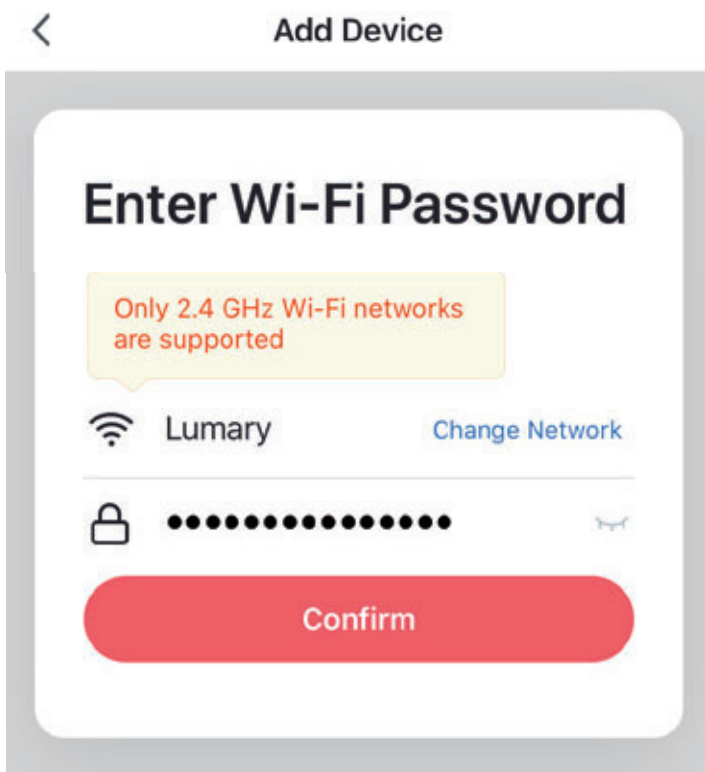 Add Device
Enter Wi-Fi Password
Only 2.4 GHz Wi-Fi networks
are supported
Lumary
Change Network
•••••••••••••••
Confirm